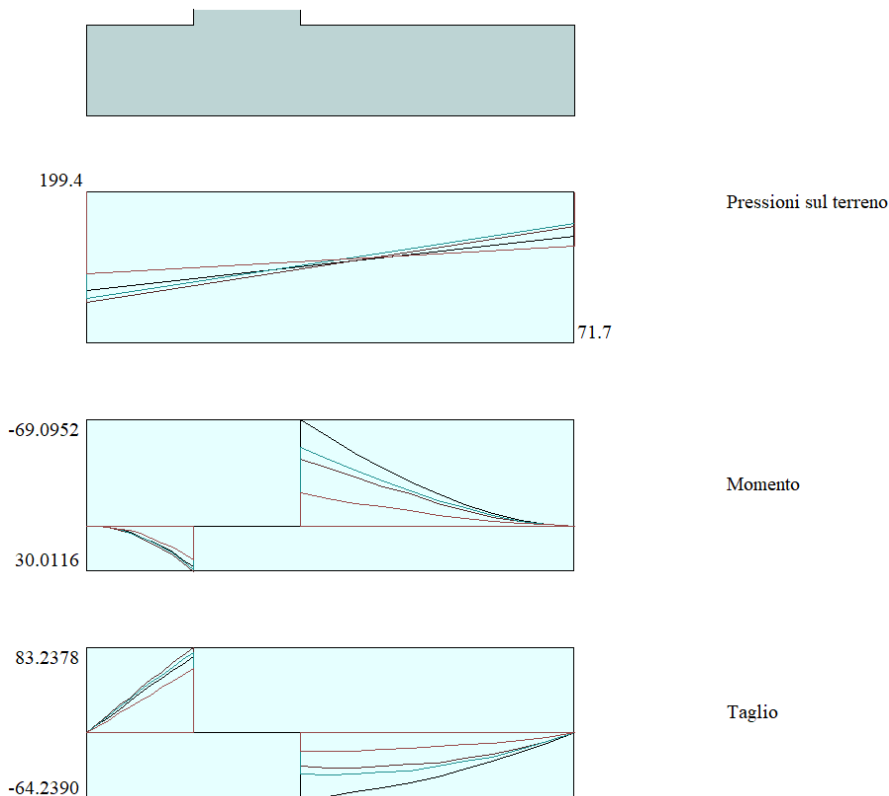 199.4
Pressioni sul terreno
71.7
-69.0952
Momento
30.0116
83.2378
Taglio
-64.2390